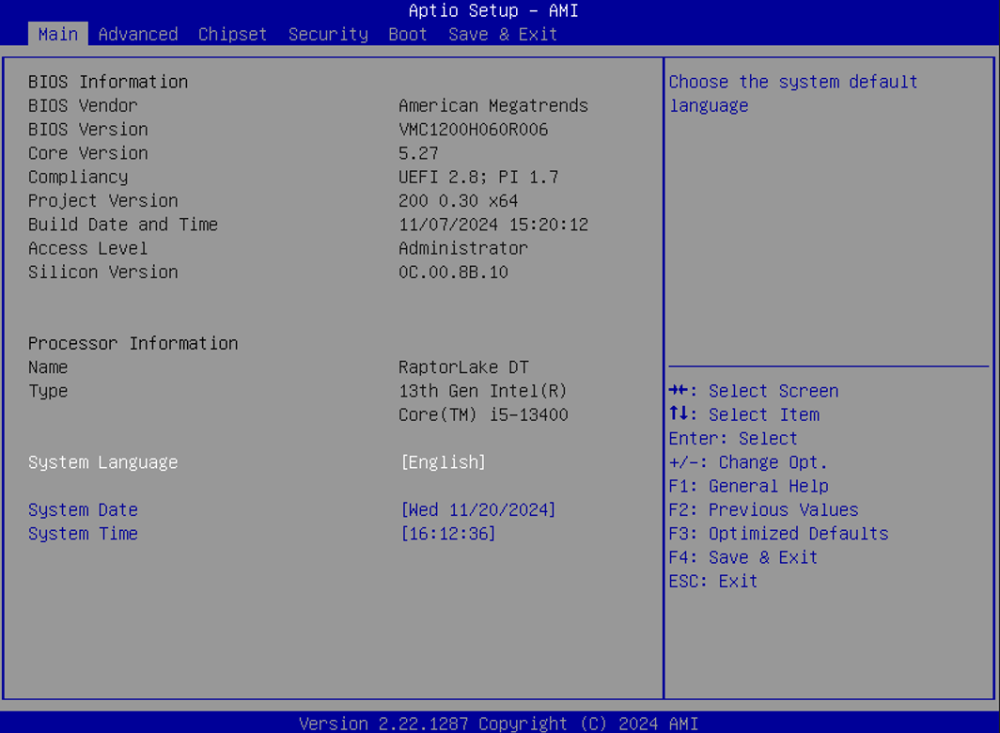 Aptio Setup – AMI
Main Advanced Chipset Security Boot Save & Exit
BIOS Information
BIOS Vendor American Megatrends
BIOS Version VMC1200H060R006
Core Version 5.27
Compliancy UEFI 2.8; PI 1.7
Project Version 200 0.30 x64
Build Date and Time 11/07/2024 15:20:12
Access Level Administrator
Silicon Version 0C.00.8B.10
Processor Information
Name RaptorLake DT
Type 13th Gen Intel(R)
Core(TM) i5-13400
System Language [English]
System Date [Wed 11/20/2024]
System Time [16:12:36]
Choose the system default
language
→←: Select Screen
↑↓: Select Item
Enter: Select
+/-: Change Opt.
F1: General Help
F2: Previous Values
F3: Optimized Defaults
F4: Save & Exit
ESC: Exit
Version 2.22.1287 Copyright (C) 2024 AMI